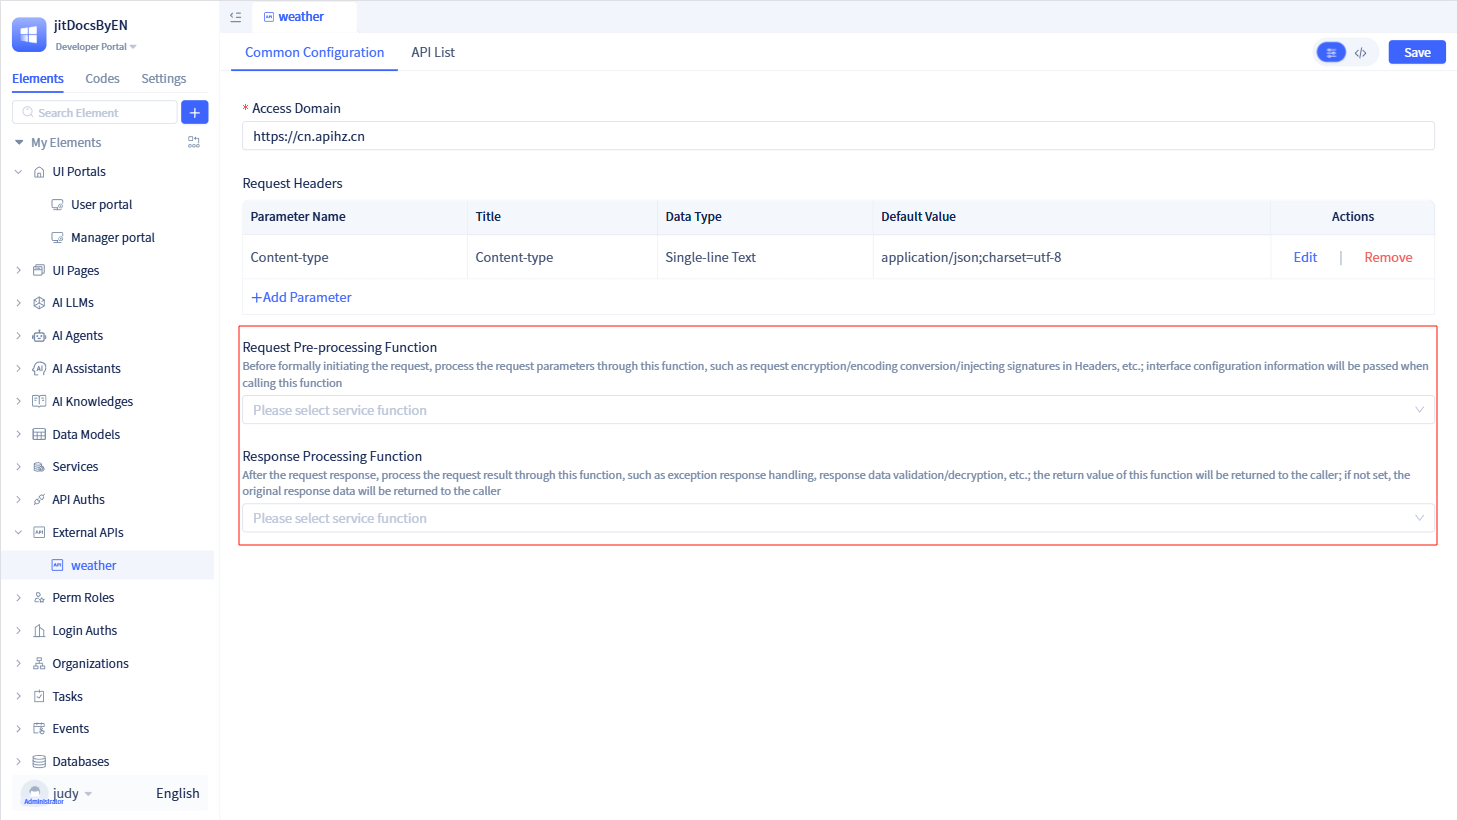 jitDocsByEN
Developer Portal
Elements Codes Settings
Search Element
My Elements
UI Portals
User portal
Manager portal
UI Pages
AI LLMs
AI Agents
AI Assistants
AI Knowledges
Data Models
Services
API Auths
External APIs
weather
Perm Roles
Login Auths
Organizations
Tasks
Events
Databases
judy
Administrator
English
weather
Common Configuration API List
Save
* Access Domain
https://cn.apihz.cn
Request Headers
Parameter Name Title Data Type Default Value Actions
Content-type Content-type Single-line Text application/json;charset=utf-8 Edit | Remove
+Add Parameter
Request Pre-processing Function
Before formally initiating the request, process the request parameters through this function, such as request encryption/encoding conversion/injecting signatures in Headers, etc.; interface configuration information will be passed when
calling this function
Please select service function
Response Processing Function
After the request response, process the request result through this function, such as exception response handling, response data validation/decryption, etc.; the return value of this function will be returned to the caller; if not set, the
original response data will be returned to the caller
Please select service function